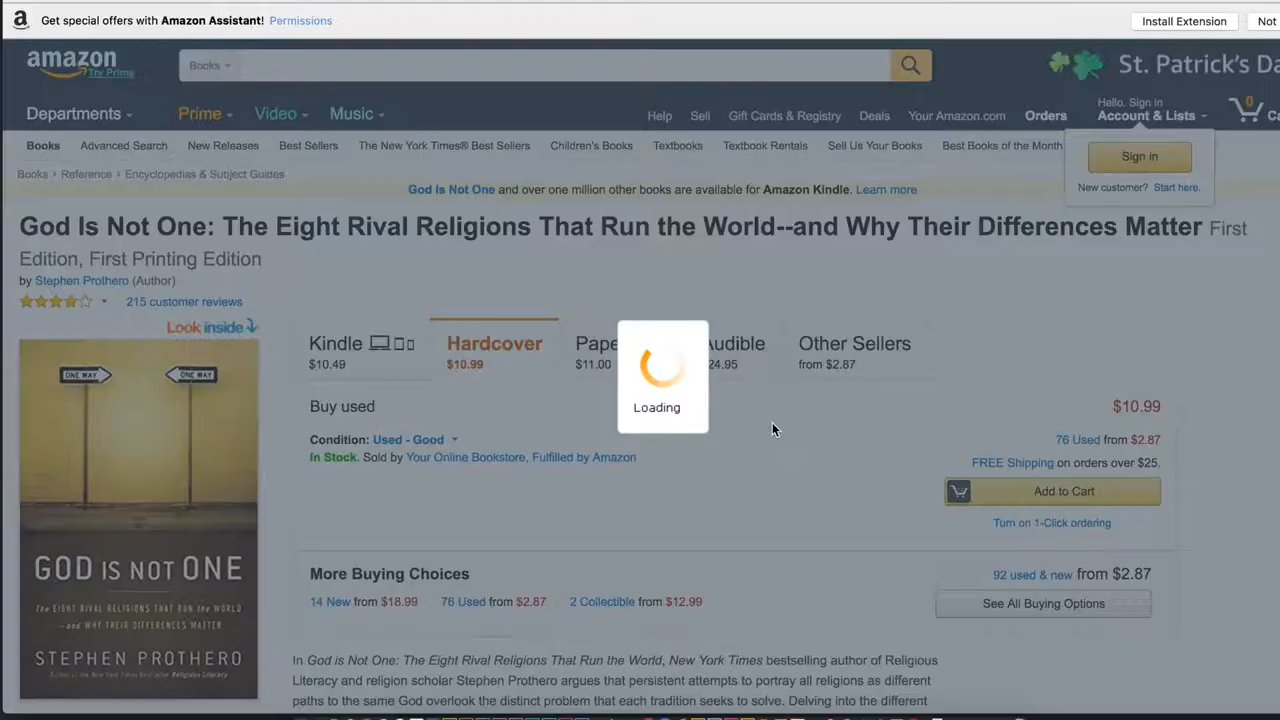 Get special offers with Amazon Assistant! Permissions
Install Extension
Not
amazon
Try Prime
Books
St. Patrick's Da
Departments
Prime
Video
Music
Help
Sell
Gift Cards & Registry
Deals
Your Amazon.com
Orders
Hello. Sign in
Account & Lists
0
Ca
Books
Advanced Search
New Releases
Best Sellers
The New York Times® Best Sellers
Children's Books
Textbooks
Textbook Rentals
Sell Us Your Books
Best Books of the Month
Sign in
New customer? Start here.
Books › Reference › Encyclopedias & Subject Guides
God Is Not One and over one million other books are available for Amazon Kindle. Learn more
God Is Not One: The Eight Rival Religions That Run the World--and Why Their Differences Matter First
Edition, First Printing Edition
by Stephen Prothero (Author)
215 customer reviews
Look inside
Kindle
$10.49
Hardcover
$10.99
Pape
$11.00
Audible
24.95
Other Sellers
from $2.87
Loading
Buy used
$10.99
Condition: Used - Good
In Stock. Sold by Your Online Bookstore, Fulfilled by Amazon
76 Used from $2.87
FREE Shipping on orders over $25.
Add to Cart
Turn on 1-Click ordering
More Buying Choices
14 New from $18.99
76 Used from $2.87
2 Collectible from $12.99
92 used & new from $2.87
See All Buying Options
ONE WAY
ONE WAY
GOD IS NOT ONE
The EIGHT RIVAL RELIGIONS THAT RUN the WORLD
—and WHY THEIR DIFFERENCES MATTER
STEPHEN PROTHERO
Author of the New York Times Bestseller Religious Literacy
In God is Not One: The Eight Rival Religions That Run the World, New York Times bestselling author of Religious
Literacy and religion scholar Stephen Prothero argues that persistent attempts to portray all religions as different
paths to the same God overlook the distinct problem that each tradition seeks to solve. Delving into the different